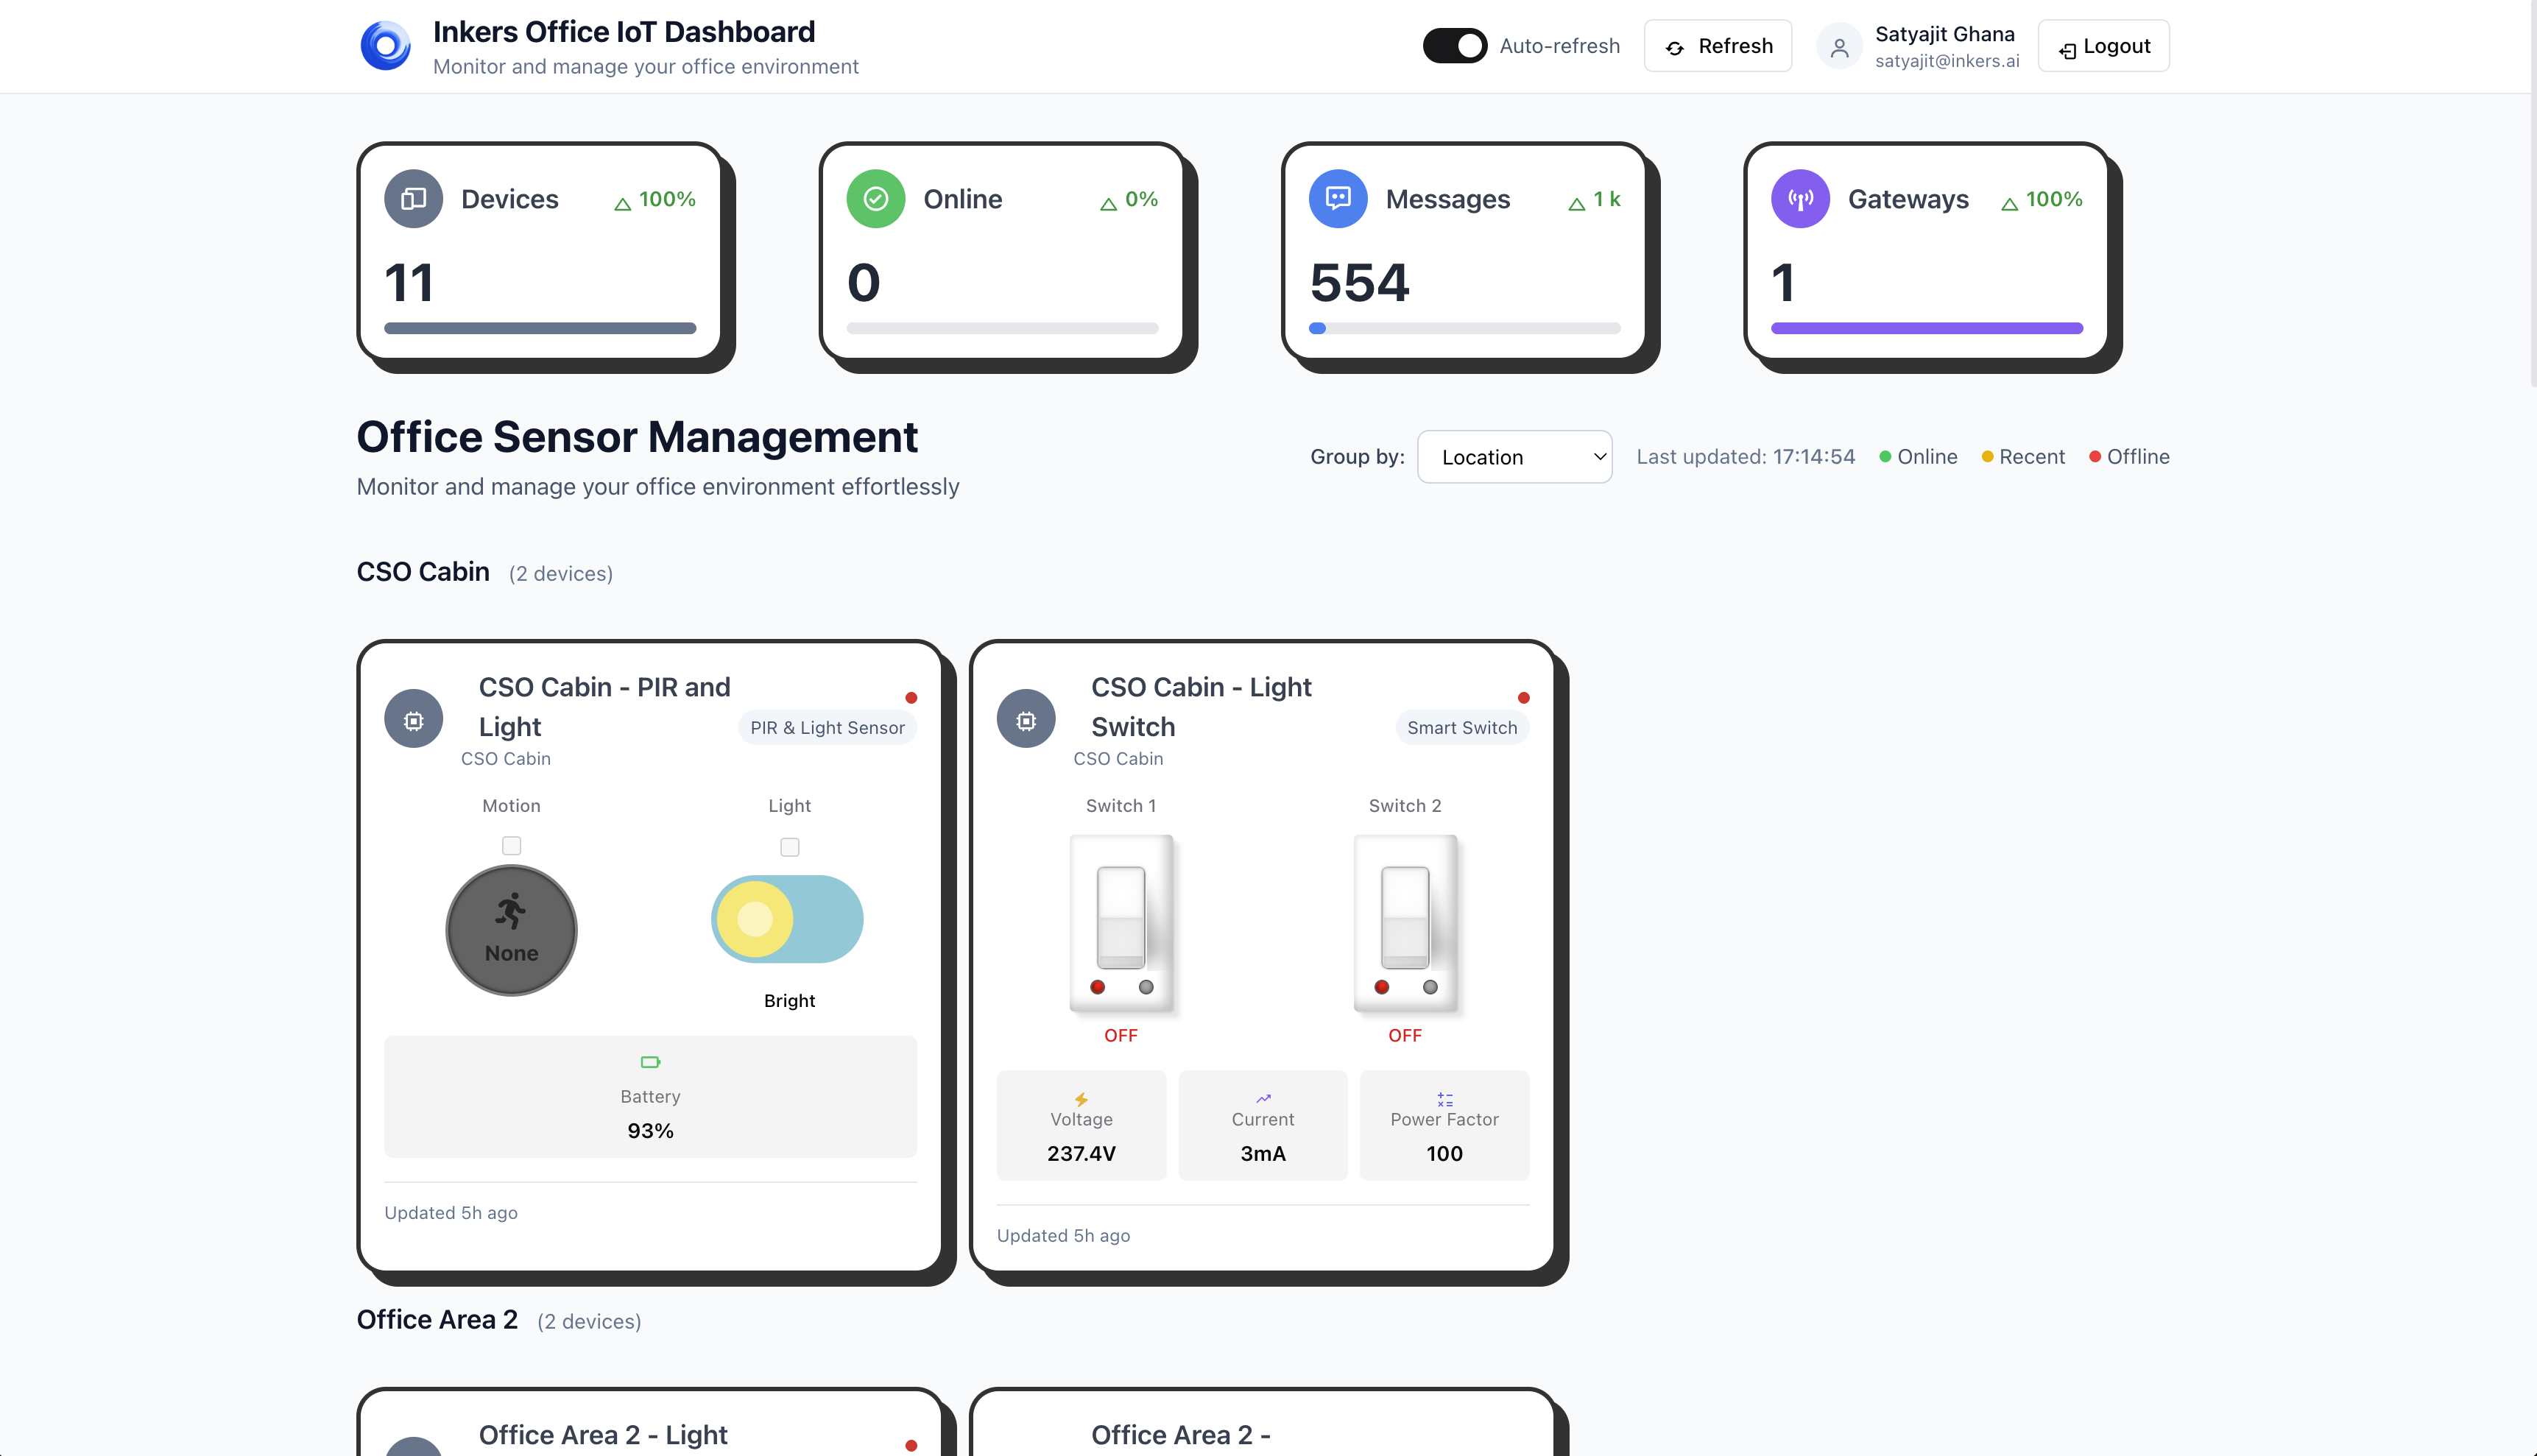 Inkers Office IoT Dashboard
Monitor and manage your office environment
Auto-refresh
Refresh
Satyajit Ghana
satyajit@inkers.ai
Logout
Devices
100%
11
Online
0%
0
Messages
1 k
554
Gateways
100%
1
Office Sensor Management
Monitor and manage your office environment effortlessly
Group by:
Location
Last updated: 17:14:54
Online
Recent
Offline
CSO Cabin (2 devices)
CSO Cabin - PIR and
Light
PIR & Light Sensor
CSO Cabin
Motion
Light
None
Bright
Battery
93%
Updated 5h ago
CSO Cabin - Light
Switch
Smart Switch
CSO Cabin
Switch 1
Switch 2
OFF
OFF
Voltage
237.4V
Current
3mA
Power Factor
100
Updated 5h ago
Office Area 2 (2 devices)
Office Area 2 - Light
Office Area 2 -